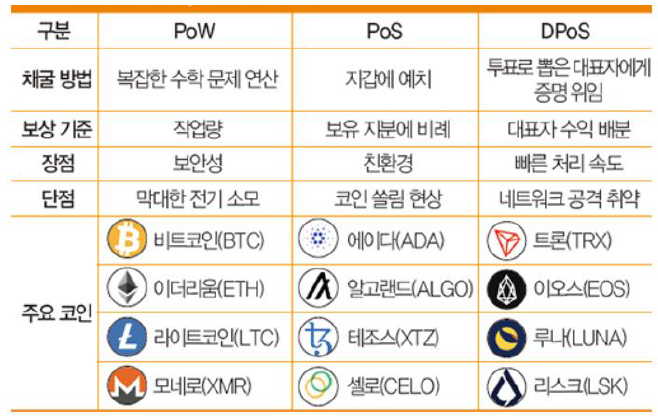 구분 PoW PoS DPoS
채굴 방법 복잡한 수학 문제 연산 지갑에 예치 투표로 뽑은 대표자에게
증명 위임
보상 기준 작업량 보유 지분에 비례 대표자 수익 배분
장점 보안성 친환경 빠른 처리 속도
단점 막대한 전기 소모 코인 쏠림 현상 네트워크 공격 취약
주요 코인
비트코인(BTC) 에이다(ADA) 트론(TRX)
이더리움(ETH) 알고랜드(ALGO) 이오스(EOS)
라이트코인(LTC) 테조스(XTZ) 루나(LUNA)
모네로(XMR) 셀로(CELO) 리스크(LSK)